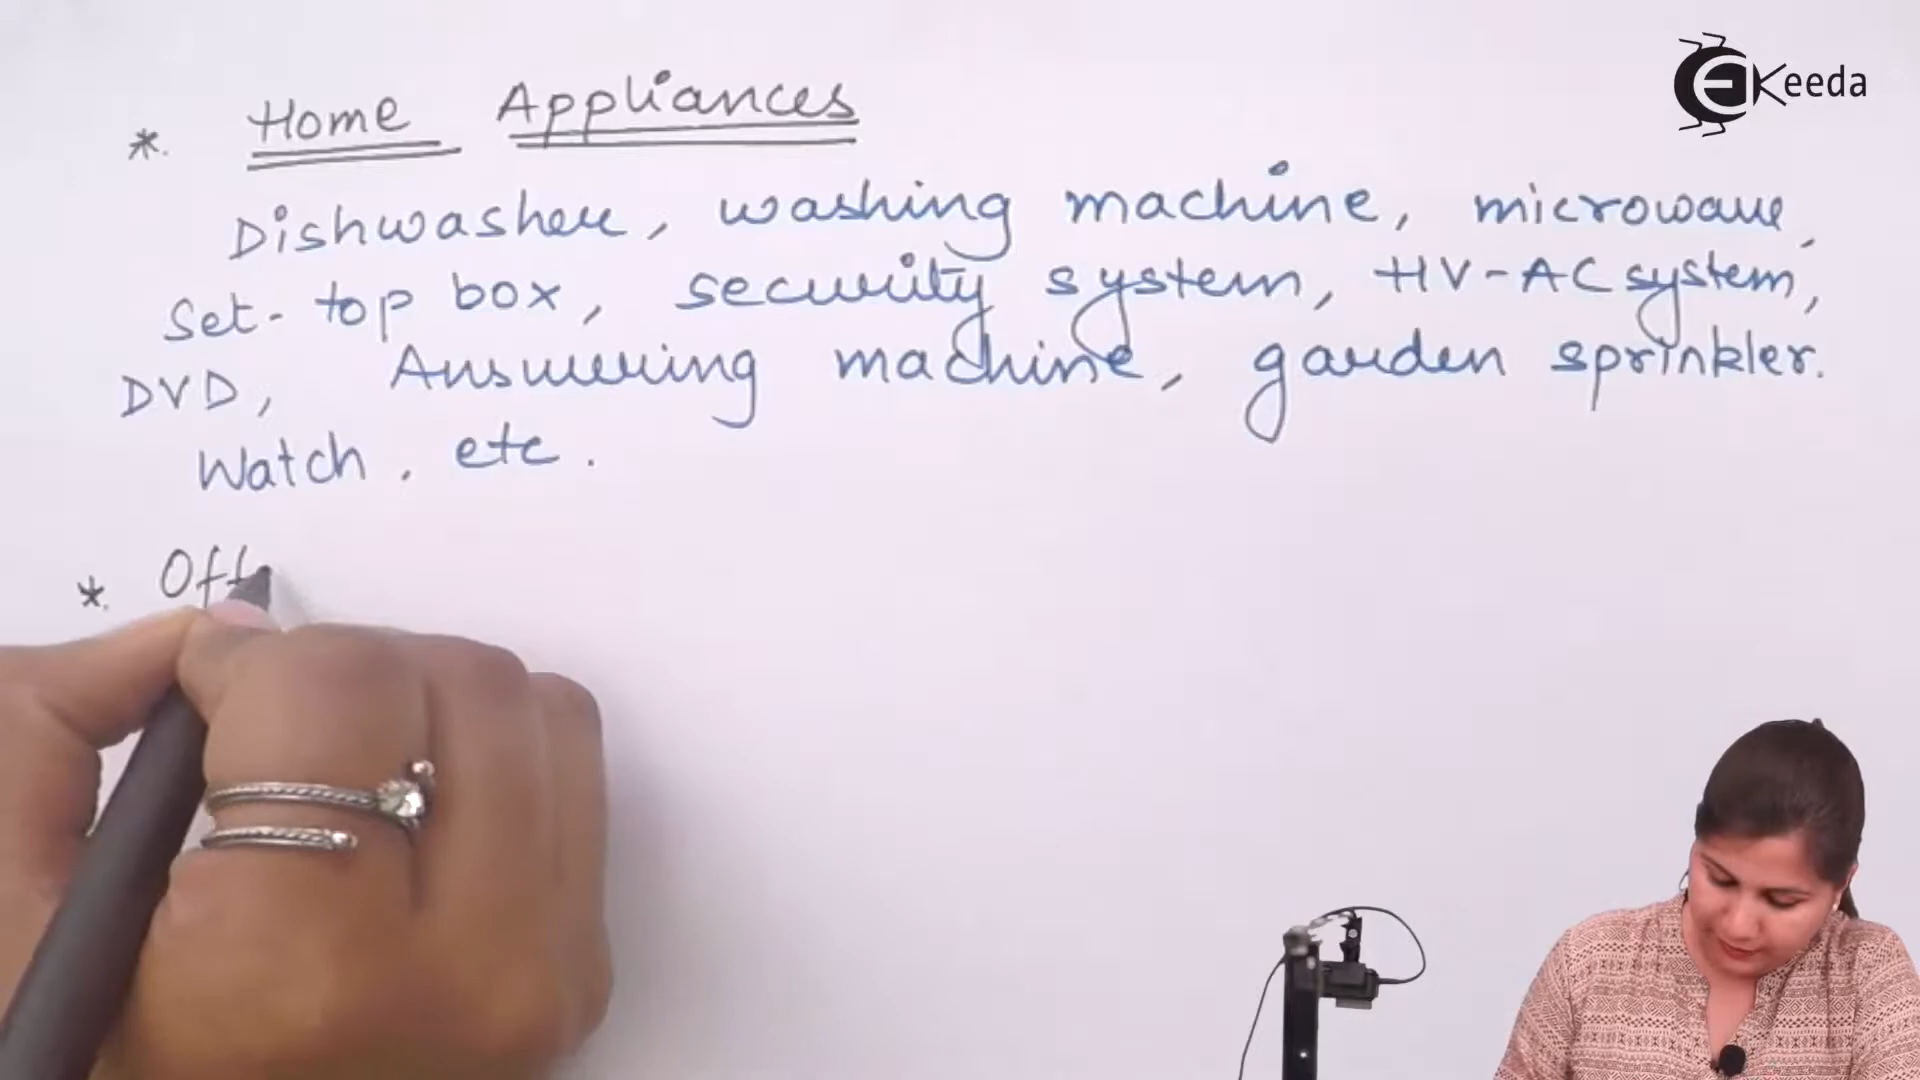 EKeeda
* Home Appliances
Dishwasher, washing machine, microwave,
Set-top box, security system, HV-AC system,
DVD, Answering machine, garden sprinkler.
Watch, etc.
* Off